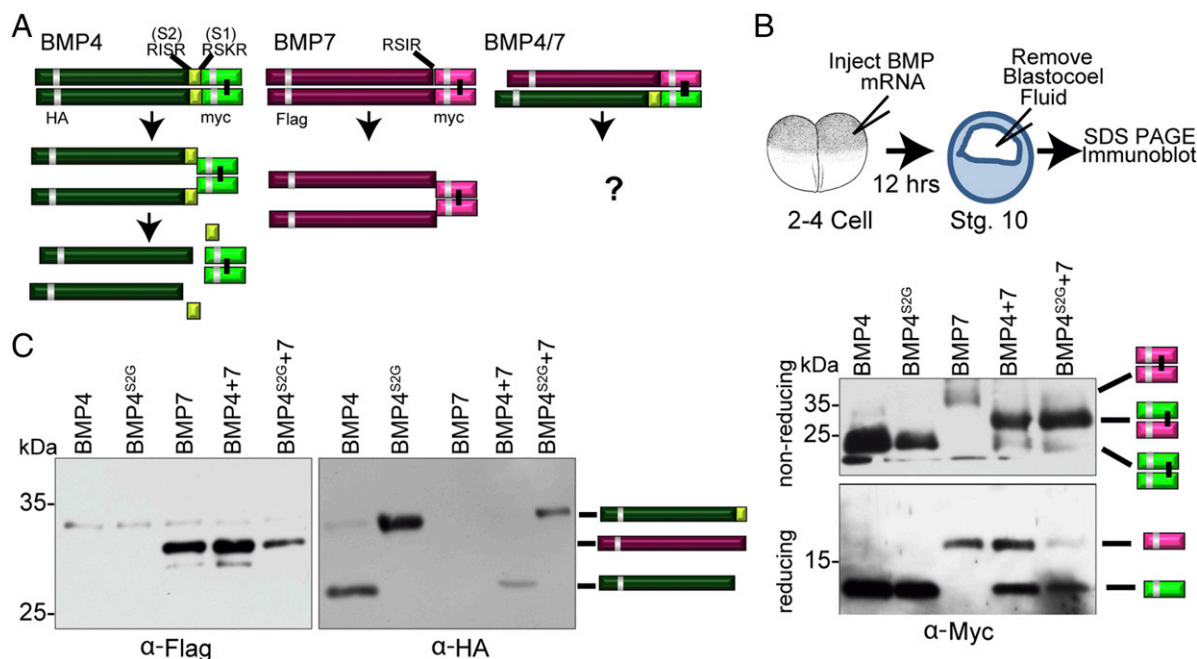 A
BMP4
(S2)
RISR
(S1)
RSKR
HA
myc
BMP7
RSIR
Flag
myc
BMP4/7
?
B
Inject BMP
mRNA
Remove
Blastocoel
Fluid
12 hrs
SDS PAGE
Immunoblot
2-4 Cell
Stg. 10
BMP4
BMP4S2G
BMP7
BMP4+7
BMP4S2G+7
kDa
35
25
non-reducing
15
reducing
α-Myc
C
BMP4
BMP4S2G
BMP7
BMP4+7
BMP4S2G+7
BMP4
BMP4S2G
BMP7
BMP4+7
BMP4S2G+7
kDa
35
25
α-Flag
α-HA